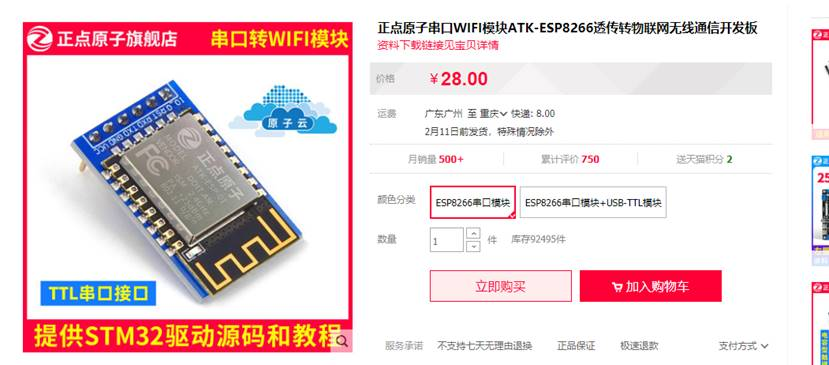 正点原子旗舰店
串口转WIFI模块
原子云
正点原子
TTL串口接口
提供STM32驱动源码和教程
正点原子串口WIFI模块ATK-ESP8266透传转物联网无线通信开发板
资料下载链接见宝贝详情
价格 ¥28.00
运费 广东广州 至 重庆 快递: 8.00
2月11日前发货，特殊情况除外
月销量 500+ 累计评价 750 送天猫积分 2
颜色分类 ESP8266串口模块 ESP8266串口模块+USB-TTL模块
数量 1 件 库存92495件
立即购买 加入购物车
服务承诺 不支持七天无理由退换 正品保证 极速退款 支付方式